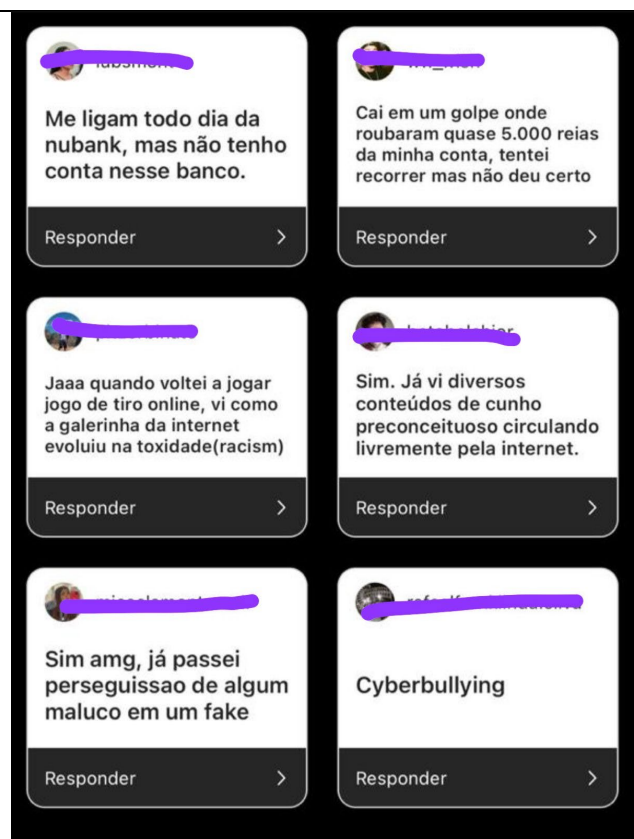 Me ligam todo dia da
nubank, mas não tenho
conta nesse banco.
Responder
Cai em um golpe onde
roubaram quase 5.000 reias
da minha conta, tentei
recorrer mas não deu certo
Responder
Jaaa quando voltei a jogar
jogo de tiro online, vi como
a galerinha da internet
evoluiu na toxidade(racism)
Responder
Sim. Já vi diversos
conteúdos de cunho
preconceituoso circulando
livremente pela internet.
Responder
Sim amg, já passei
perseguissao de algum
maluco em um fake
Responder
Cyberbullying
Responder